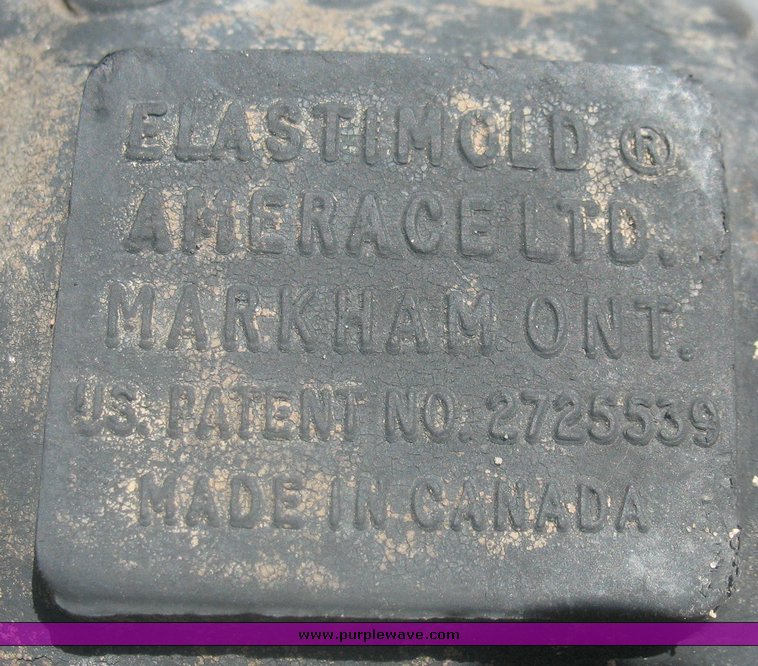 ELASTIMOLD ®
AMERACE LTD.
MARKHAM ONT.
U.S. PATENT NO. 2725539
MADE IN CANADA
www.purplewave.com